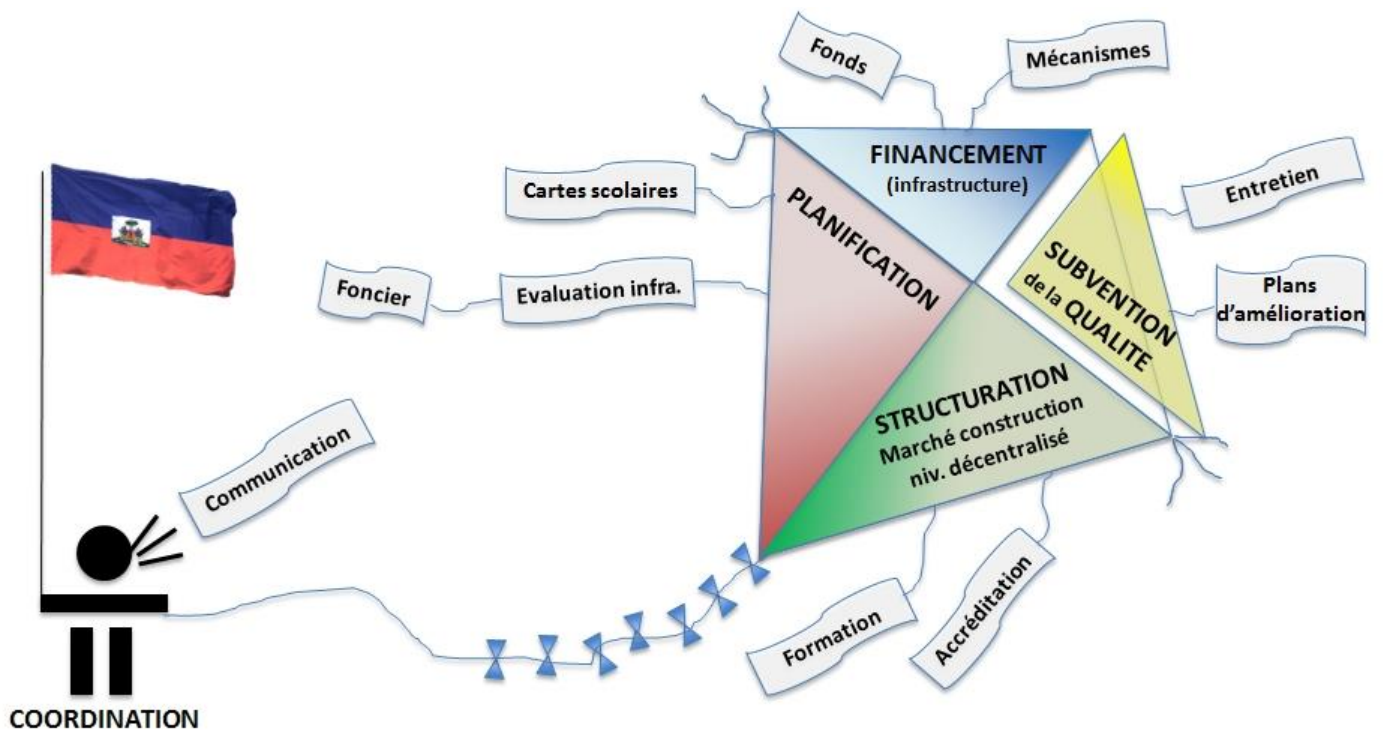 Fonds
Mécanismes
FINANCEMENT
(infrastructure)
Cartes scolaires
PLANIFICATION
Entretien
Foncier
Evaluation infra.
SUBVENTION
de la QUALITE
Plans
d'amélioration
STRUCTURATION
Marché construction
niv. décentralisé
Communication
Formation
Accréditation
COORDINATION